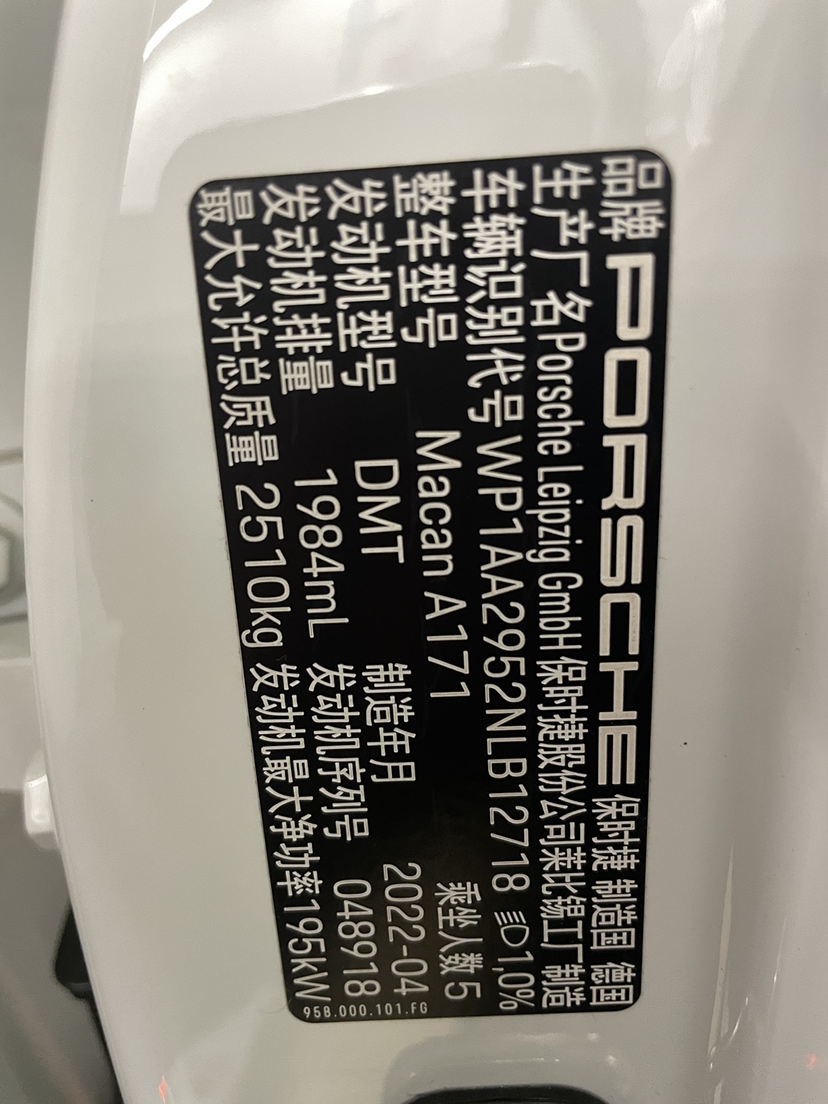 品牌 PORSCHE 保时捷 制造国 德国
生产厂名 Porsche Leipzig GmbH 保时捷股份公司莱比锡工厂制造
车辆识别代号 WP1AA2952NLB12718 1,0%
整车型号 Macan A171 乘坐人数 5
发动机型号 DMT 制造年月 2022-04
发动机排量 1984mL 发动机序列号 048918
最大允许总质量 2510kg 发动机最大净功率 195kW
95B.000.101.FG